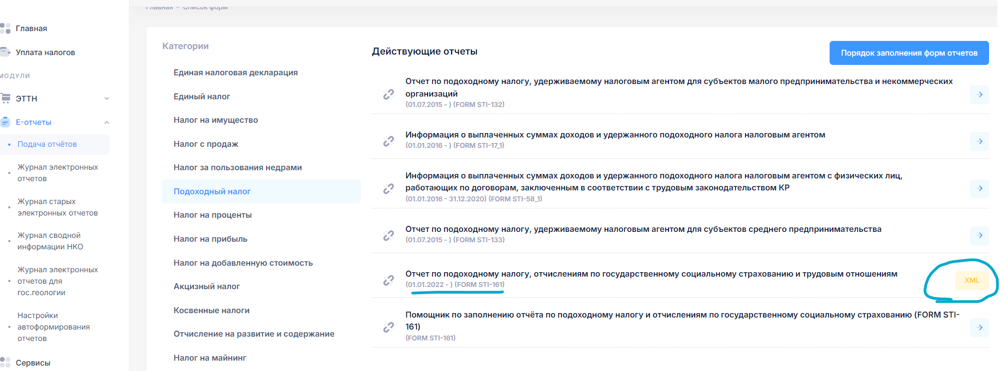 Главная – Список форм
Главная
Уплата налогов
МОДУЛИ
ЭТТН
Е-отчеты
Подача отчётов
Журнал электронных
отчетов
Журнал старых
электронных отчетов
Журнал сводной
информации НКО
Журнал электронных
отчетов для
гос.геологии
Настройки
автоформирования
отчетов
Сервисы
Категории
Единая налоговая декларация
Единый налог
Налог на имущество
Налог с продаж
Налог за пользования недрами
Подоходный налог
Налог на проценты
Налог на прибыль
Налог на добавленную стоимость
Акцизный налог
Косвенные налоги
Отчисление на развитие и содержание
Налог на майнинг
Действующие отчеты
Порядок заполнения форм отчетов
Отчет по подоходному налогу, удерживаемому налоговым агентом для субъектов малого предпринимательства и некоммерческих
организаций
(01.07.2015 - ) (FORM STI-132)
Информация о выплаченных суммах доходов и удержанного подоходного налога налоговым агентом
(01.01.2016 - ) (FORM STI-17_1)
Информация о выплаченных суммах доходов и удержанного подоходного налога налоговым агентом с физических лиц,
работающих по договорам, заключенным в соответствии с трудовым законодательством КР
(01.01.2016 - 31.12.2020) (FORM STI-58_1)
Отчет по подоходному налогу, удерживаемому налоговым агентом для субъектов среднего предпринимательства
(01.07.2015 - ) (FORM STI-133)
Отчет по подоходному налогу, отчислениям по государственному социальному страхованию и трудовым отношениям
(01.01.2022 - ) (FORM STI-161)
XML
Помощник по заполнению отчёта по подоходному налогу и отчислениям по государственному социальному страхованию (FORM STI-
161)
(FORM STI-161)